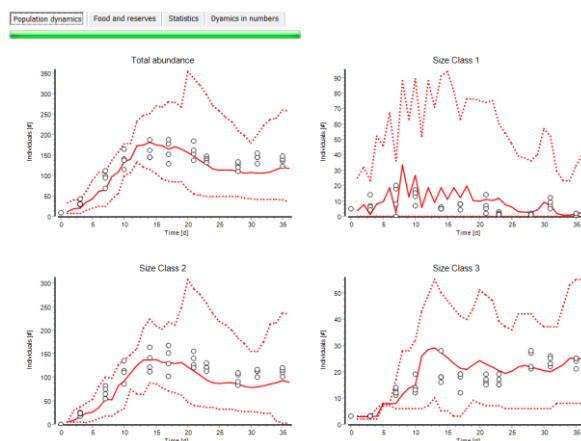 Population dynamics Food and reserves Statistics Dyamics in numbers
Total abundance
Individuals [#]
350
300
250
200
150
100
50
0
0 5 10 15 20 25 30 35
Time [d]
Size Class 1
Individuals [#]
90
80
70
60
50
40
30
20
10
0
0 5 10 15 20 25 30 35
Time [d]
Size Class 2
Individuals [#]
300
250
200
150
100
50
0
0 5 10 15 20 25 30 35
Time [d]
Size Class 3
Individuals [#]
50
40
30
20
10
0
0 5 10 15 20 25 30 35
Time [d]